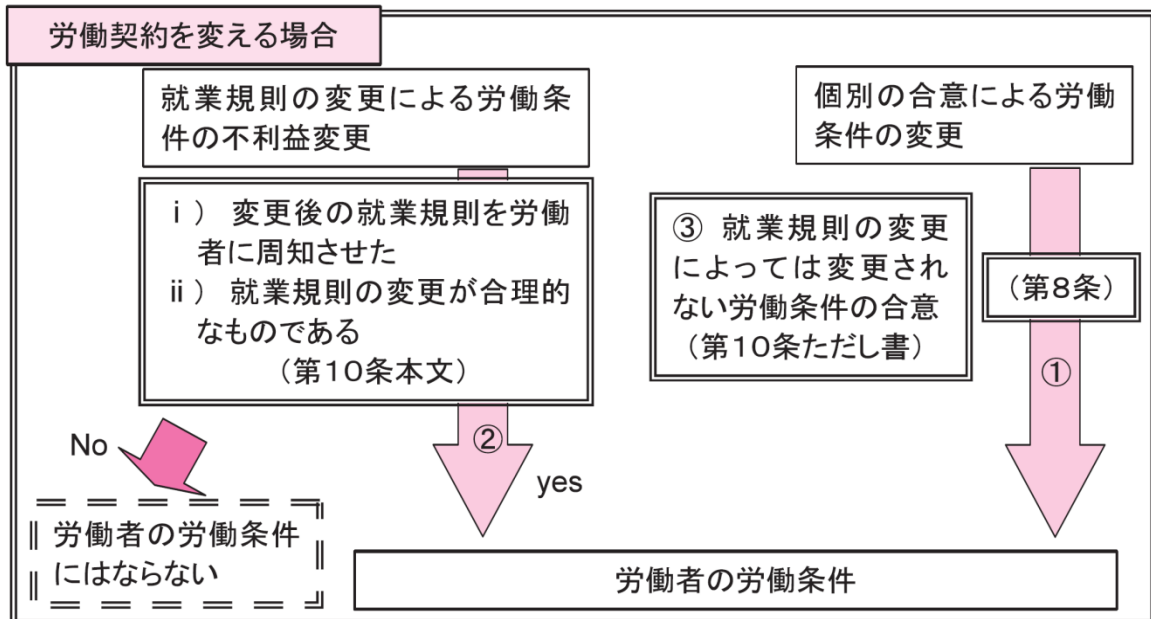 労働契約を変える場合
就業規則の変更による労働条
件の不利益変更
ⅰ） 変更後の就業規則を労働
者に周知させた
ⅱ） 就業規則の変更が合理的
なものである
（第１０条本文）
No
②
yes
労働者の労働条件
にはならない
個別の合意による労働
条件の変更
③ 就業規則の変更
によっては変更され
ない労働条件の合意
（第１０条ただし書）
（第８条）
①
労働者の労働条件